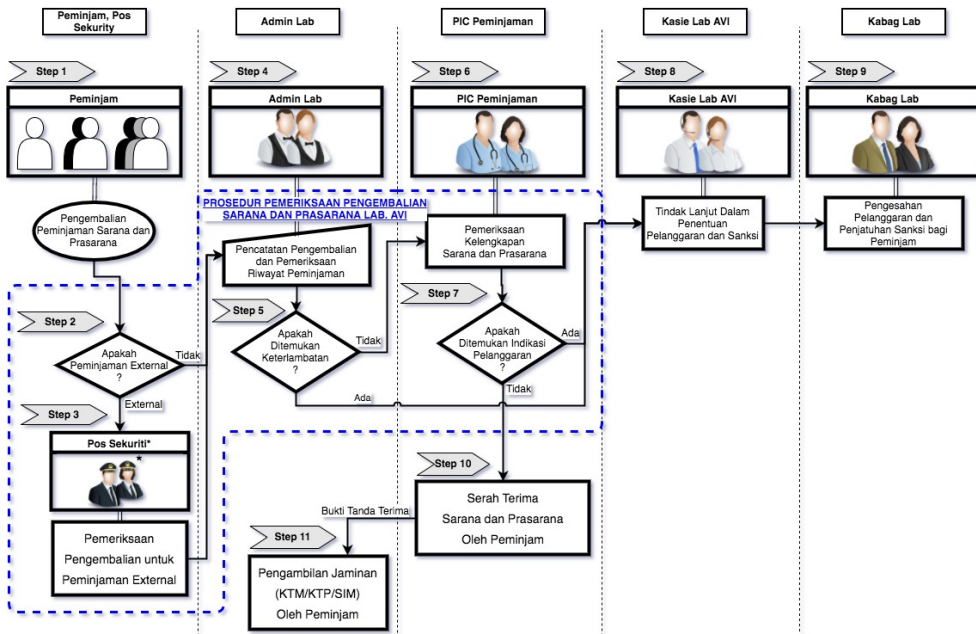 Peminjam, Pos
Sekurity
Admin Lab
PIC Peminjaman
Kasie Lab AVI
Kabag Lab
Step 1
Step 4
Step 6
Step 8
Step 9
Peminjam
Admin Lab
PIC Peminjaman
Kasie Lab AVI
Kabag Lab
PROSEDUR PEMERIKSAAN PENGEMBALIAN
SARANA DAN PRASARANA LAB. AVI
Pengembalian
Peminjaman Sarana dan
Prasarana
Pencatatan Pengembalian
dan Pemeriksaan
Riwayat Peminjaman
Pemeriksaan
Kelengkapan
Sarana dan Prasarana
Tindak Lanjut Dalam
Penentuan
Pelanggaran dan Sanksi
Pengesahan
Pelanggaran dan
Penjatuhan Sanksi bagi
Peminjam
Step 2
Step 5
Step 7
Apakah
Peminjaman External
?
Tidak
External
Apakah
Ditemukan
Keterlambatan
?
Tidak
Ada
Apakah
Ditemukan Indikasi
Pelanggaran
?
Ada
Tidak
Step 3
Pos Sekuriti*
*
Pemeriksaan
Pengembalian untuk
Peminjaman External
Step 10
Serah Terima
Sarana dan Prasarana
Oleh Peminjam
Bukti Tanda Terima
Step 11
Pengambilan Jaminan
(KTM/KTP/SIM)
Oleh Peminjam